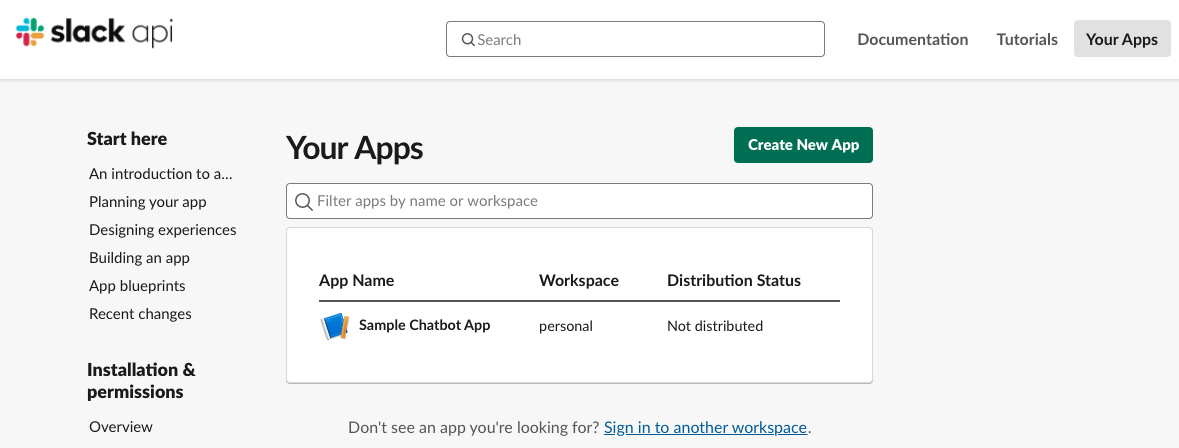 slack api
Search
Documentation
Tutorials
Your Apps
Start here
An introduction to a...
Planning your app
Designing experiences
Building an app
App blueprints
Recent changes
Installation &
permissions
Overview
Your Apps
Create New App
Filter apps by name or workspace
App Name Workspace Distribution Status
Sample Chatbot App personal Not distributed
Don't see an app you're looking for? Sign in to another workspace.